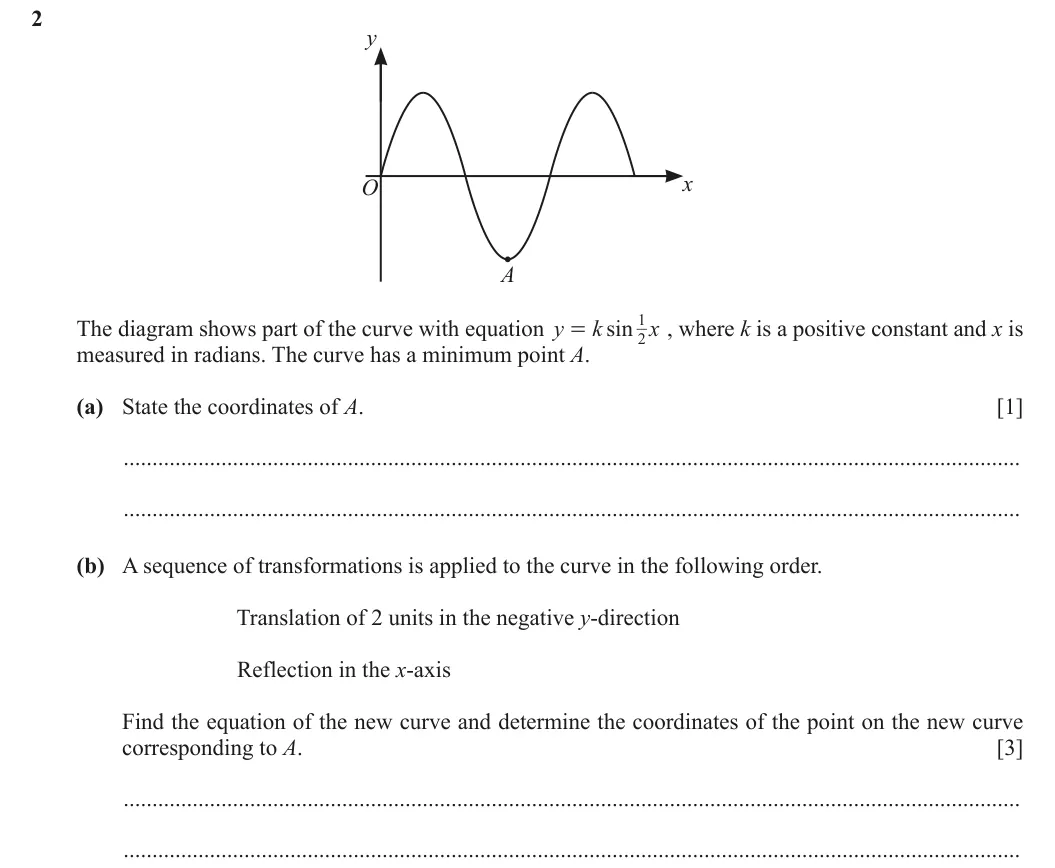 2
y
O
x
A
The diagram shows part of the curve with equation y = k sin ½x , where k is a positive constant and x is
measured in radians. The curve has a minimum point A.
(a) State the coordinates of A. [1]
(b) A sequence of transformations is applied to the curve in the following order.
Translation of 2 units in the negative y-direction
Reflection in the x-axis
Find the equation of the new curve and determine the coordinates of the point on the new curve
corresponding to A. [3]